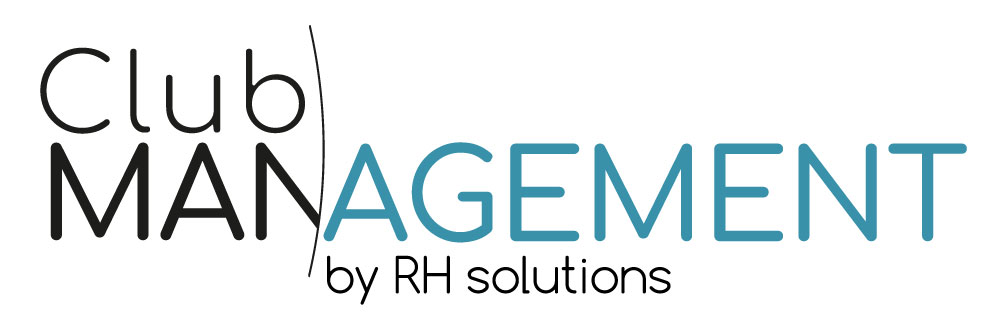 Club
MANAGEMENT
by RH solutions